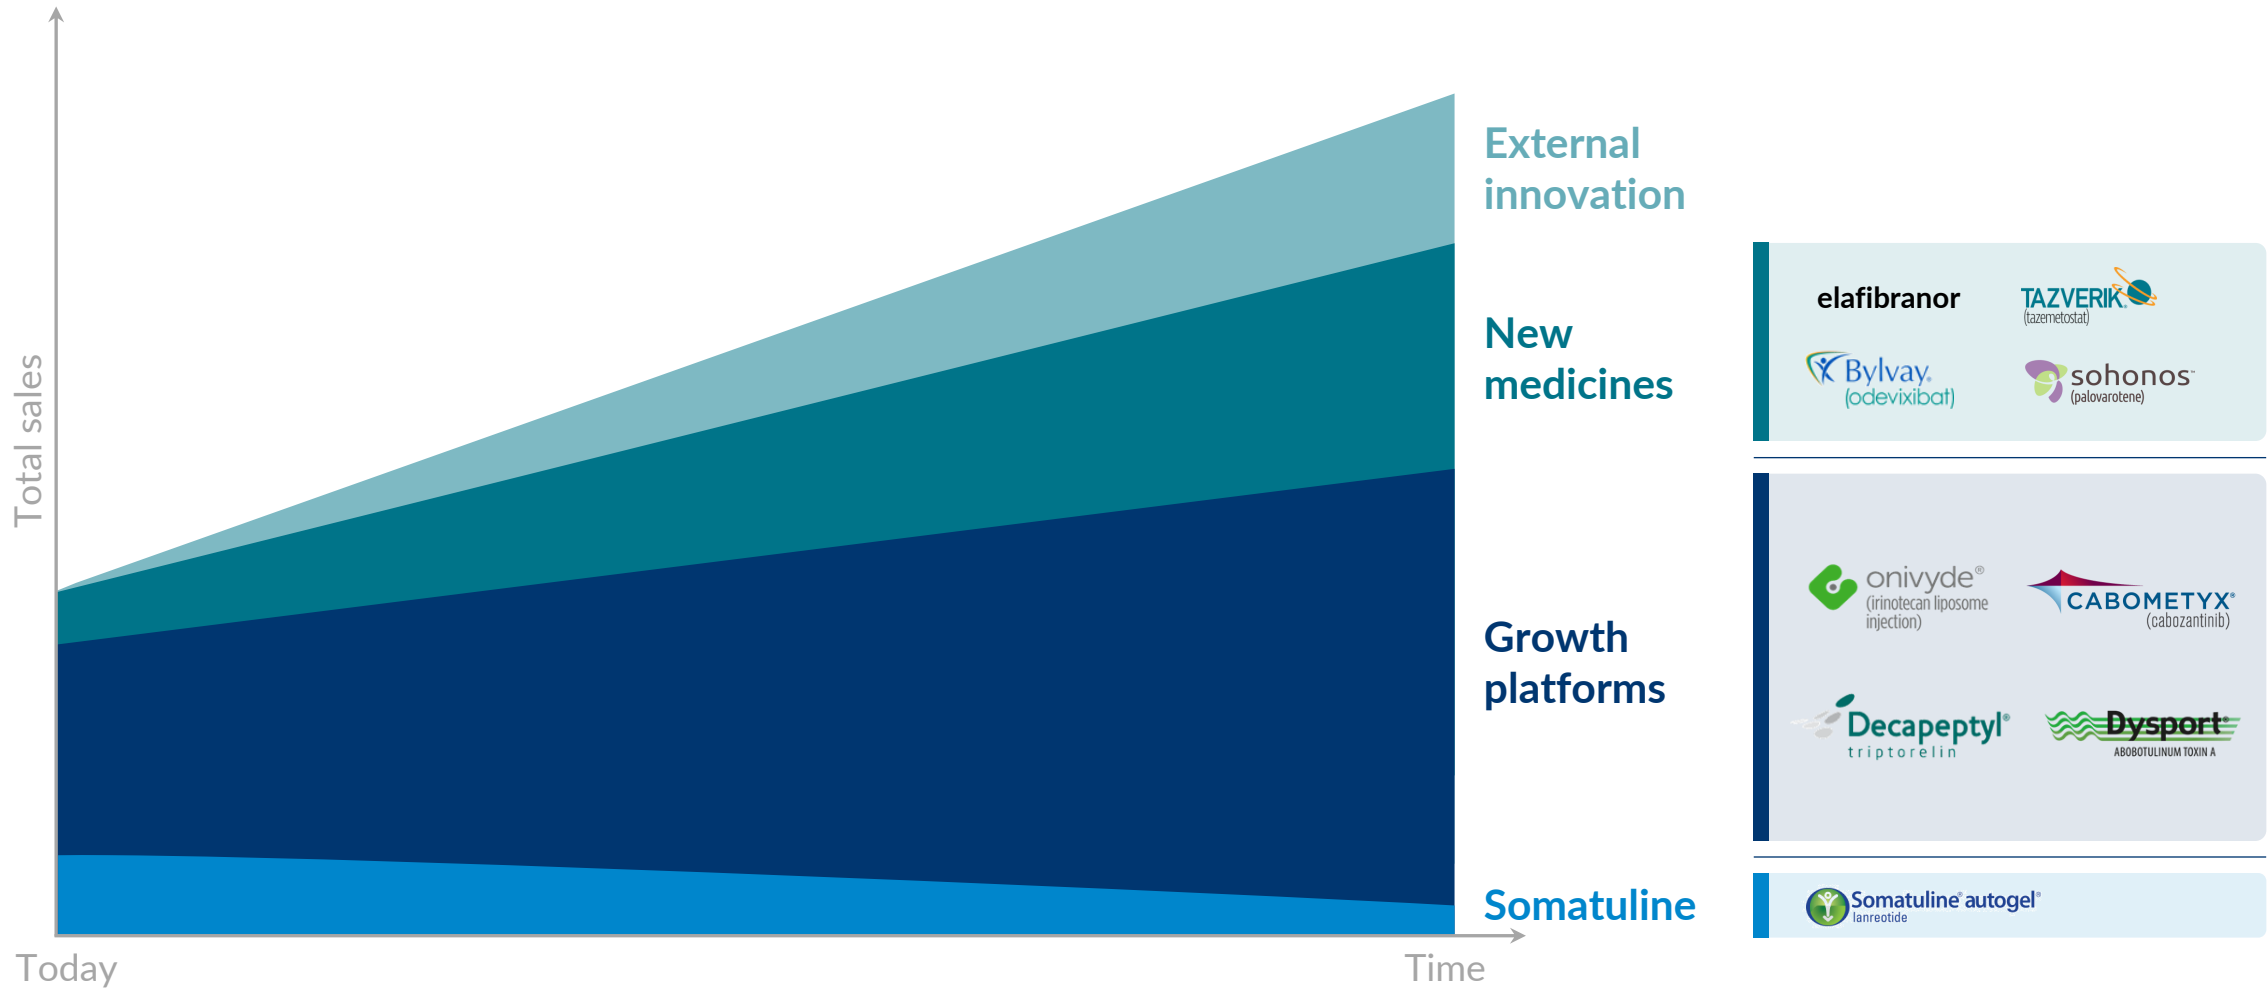 Total sales
Today
Time
External
innovation
New
medicines
Growth
platforms
Somatuline
elafibranor
TAZVERIK®
(tazemetostat)
Bylvay®
(odevixibat)
sohonos™
(palovarotene)
onivyde®
(irinotecan liposome
injection)
CABOMETYX®
(cabozantinib)
Decapeptyl®
triptorelin
Dysport®
ABOBOTULINUM TOXIN A
Somatuline® autogel®
lanreotide